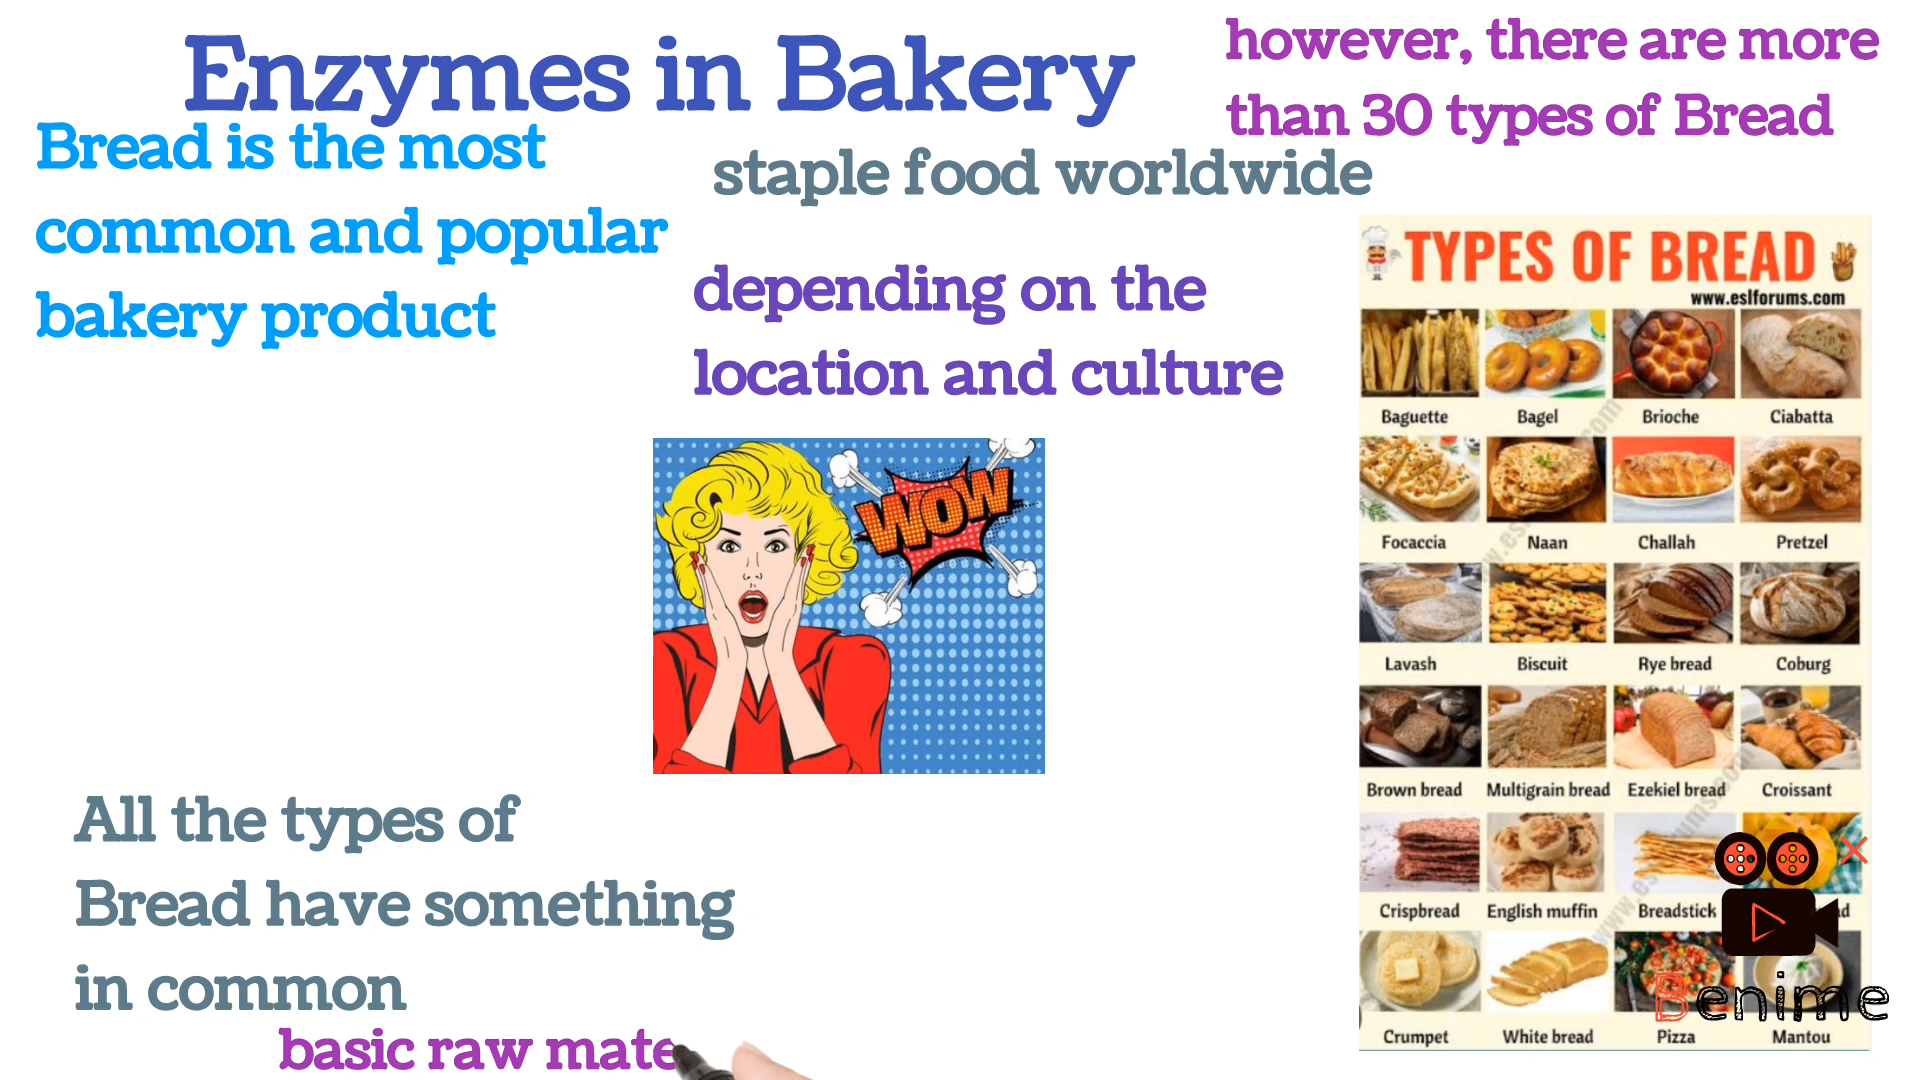 Enzymes in Bakery
Bread is the most
common and popular
bakery product
staple food worldwide
however, there are more
than 30 types of Bread
depending on the
location and culture
WOW
TYPES OF BREAD
www.eslforums.com
Baguette Bagel Brioche Ciabatta
Focaccia Naan Challah Pretzel
Lavash Biscuit Rye bread Coburg
Brown bread Multigrain bread Ezekiel bread Croissant
Crispbread English muffin Breadstick
Crumpet White bread Pizza Mantou
All the types of
Bread have something
in common
basic raw mate
Benime